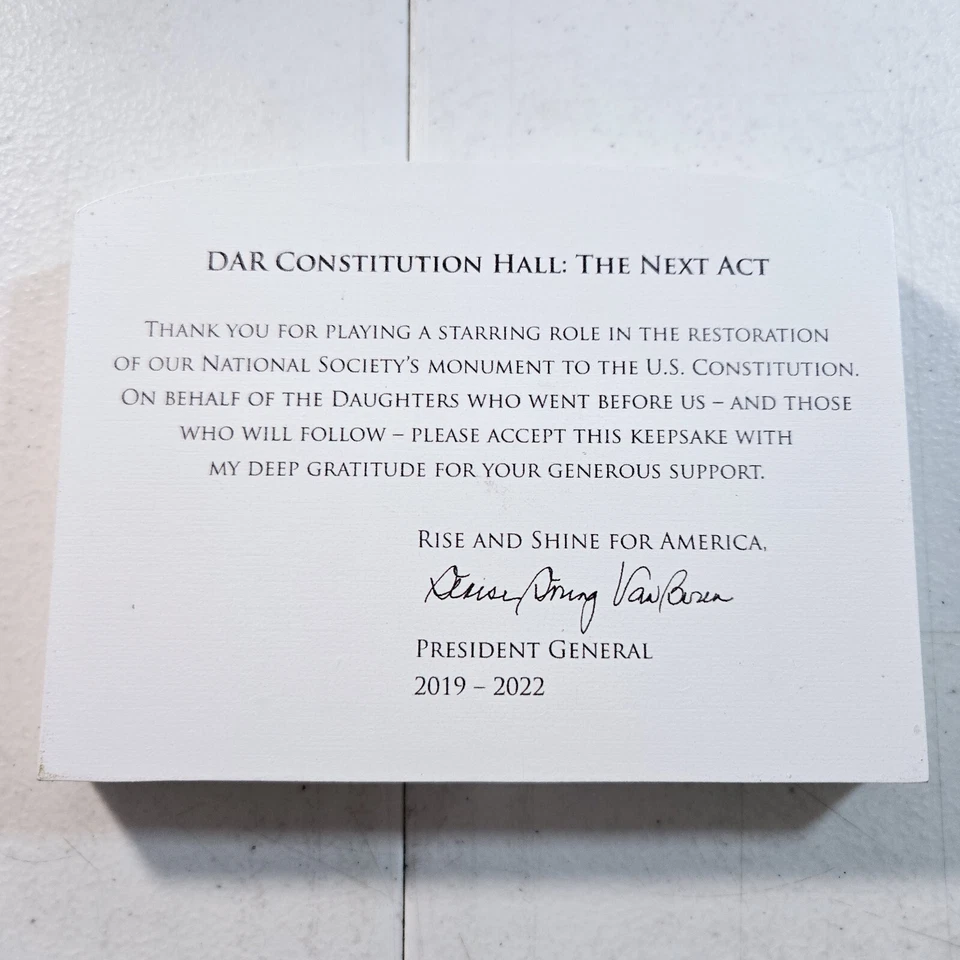 DAR Constitution Hall: The Next Act
Thank you for playing a starring role in the restoration
of our National Society's monument to the U.S. Constitution.
On behalf of the Daughters who went before us – and those
who will follow – please accept this keepsake with
my deep gratitude for your generous support.
Rise and Shine for America,
Denise Doring VanBuren
President General
2019 – 2022